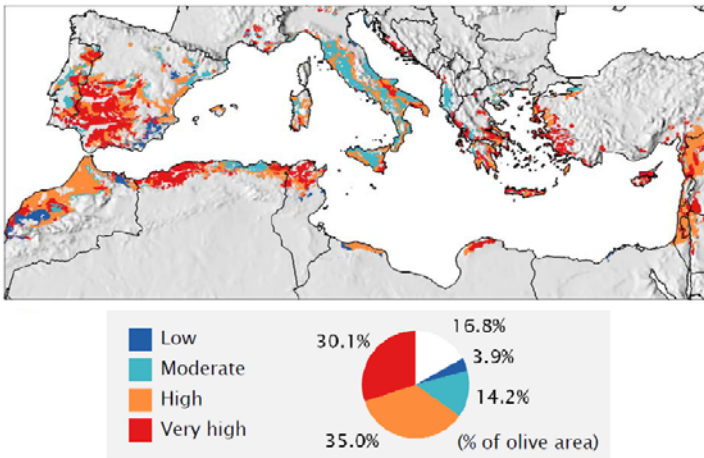 Low
Moderate
High
Very high
30.1%
16.8%
3.9%
14.2%
35.0%
(% of olive area)